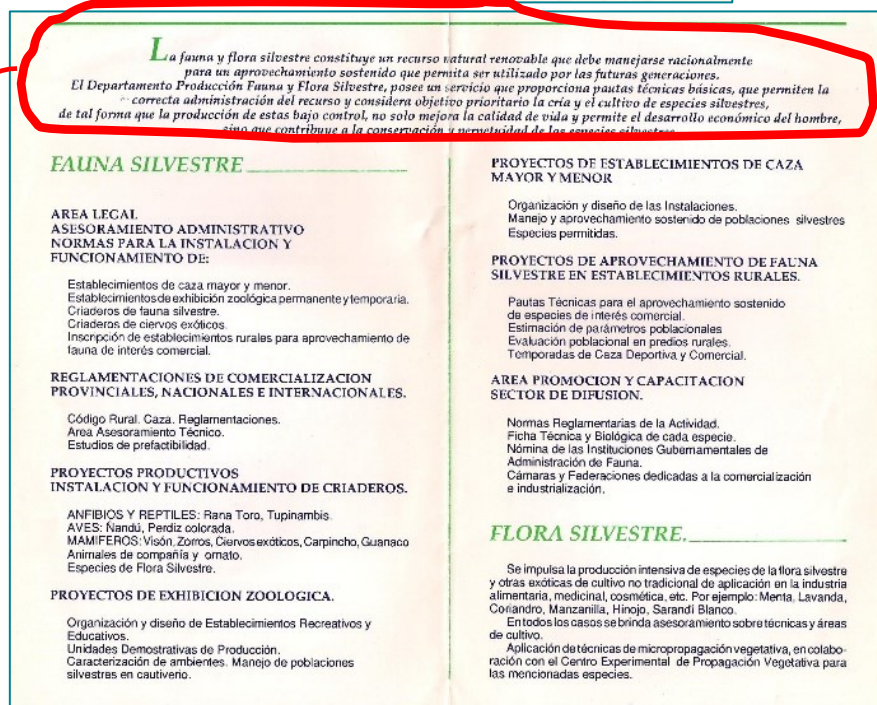 La fauna y flora silvestre constituye un recurso natural renovable que debe manejarse racionalmente
para un aprovechamiento sostenido que permita ser utilizado por las futuras generaciones.
El Departamento Producción Fauna y Flora Silvestre, posee un servicio que proporciona pautas técnicas básicas, que permiten la
correcta administración del recurso y considera objetivo prioritario la cría y el cultivo de especies silvestres,
de tal forma que la producción de estas bajo control, no solo mejora la calidad de vida y permite el desarrollo económico del hombre,
sino que contribuye a la conservación y perpetuidad de las especies silvestres
FAUNA SILVESTRE
AREA LEGAL
ASESORAMIENTO ADMINISTRATIVO
NORMAS PARA LA INSTALACION Y
FUNCIONAMIENTO DE:
Establecimientos de caza mayor y menor.
Establecimientos de exhibición zoológica permanente y temporaria.
Criaderos de fauna silvestre.
Criaderos de ciervos exóticos.
Inscripción de establecimientos rurales para aprovechamiento de
fauna de interés comercial.
REGLAMENTACIONES DE COMERCIALIZACION
PROVINCIALES, NACIONALES E INTERNACIONALES.
Código Rural. Caza. Reglamentaciones.
Area Asesoramiento Técnico.
Estudios de prefactibilidad.
PROYECTOS PRODUCTIVOS
INSTALACION Y FUNCIONAMIENTO DE CRIADEROS.
ANFIBIOS Y REPTILES: Rana Toro, Tupinambis.
AVES: Ñandú, Perdiz colorada.
MAMIFEROS: Visón, Zorros, Ciervos exóticos, Carpincho, Guanaco
Animales de compañía y ornato.
Especies de Flora Silvestre.
PROYECTOS DE EXHIBICION ZOOLOGICA.
Organización y diseño de Establecimientos Recreativos y
Educativos.
Unidades Demostrativas de Producción.
Caracterización de ambientes. Manejo de poblaciones
silvestres en cautiverio.
PROYECTOS DE ESTABLECIMIENTOS DE CAZA
MAYOR Y MENOR
Organización y diseño de las Instalaciones.
Manejo y aprovechamiento sostenido de poblaciones silvestres
Especies permitidas.
PROYECTOS DE APROVECHAMIENTO DE FAUNA
SILVESTRE EN ESTABLECIMIENTOS RURALES.
Pautas Técnicas para el aprovechamiento sostenido
de especies de interés comercial.
Estimación de parámetros poblacionales
Evaluación poblacional en predios rurales.
Temporadas de Caza Deportiva y Comercial.
AREA PROMOCION Y CAPACITACION
SECTOR DE DIFUSION.
Normas Reglamentarias de la Actividad.
Ficha Técnica y Biológica de cada especie.
Nómina de las Instituciones Gubernamentales de
Administración de Fauna.
Cámaras y Federaciones dedicadas a la comercialización
e industrialización.
FLORA SILVESTRE.
Se impulsa la producción intensiva de especies de la flora silvestre
y otras exóticas de cultivo no tradicional de aplicación en la industria
alimentaria, medicinal, cosmética, etc. Por ejemplo: Menta, Lavanda,
Coriandro, Manzanilla, Hinojo, Sarandí Blanco.
En todos los casos se brinda asesoramiento sobre técnicas y áreas
de cultivo.
Aplicación de técnicas de micropropagación vegetativa, en colabo-
ración con el Centro Experimental de Propagación Vegetativa para
las mencionadas especies.